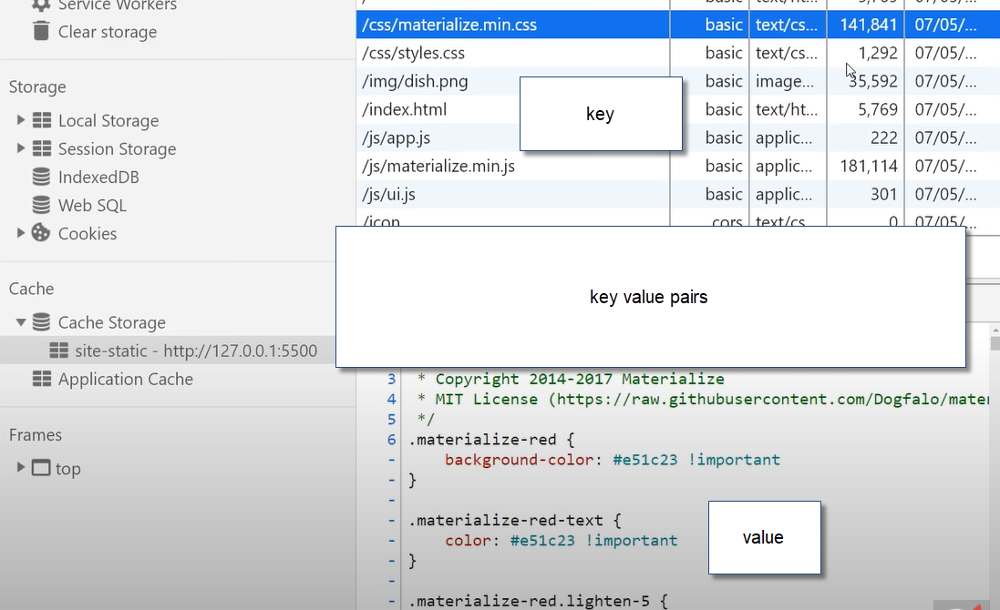 Service Workers
Clear storage
Storage
Local Storage
Session Storage
IndexedDB
Web SQL
Cookies
Cache
Cache Storage
site-static - http://127.0.0.1:5500
Application Cache
Frames
top
/css/materialize.min.css basic text/cs... 141,841 07/05/...
/css/styles.css basic text/cs... 1,292 07/05/...
/img/dish.png basic image... 35,592 07/05/...
/index.html basic text/ht... 5,769 07/05/...
/js/app.js basic applic... 222 07/05/...
/js/materialize.min.js basic applic... 181,114 07/05/...
/js/ui.js basic applic... 301 07/05/...
/icon cors text/cs... 0 07/05/...
key
key value pairs
3 * Copyright 2014-2017 Materialize
4 * MIT License (https://raw.githubusercontent.com/Dogfalo/mater
5 */
6 .materialize-red {
- background-color: #e51c23 !important
- }
-
- .materialize-red-text {
- color: #e51c23 !important
- }
-
- .materialize-red.lighten-5 {
value